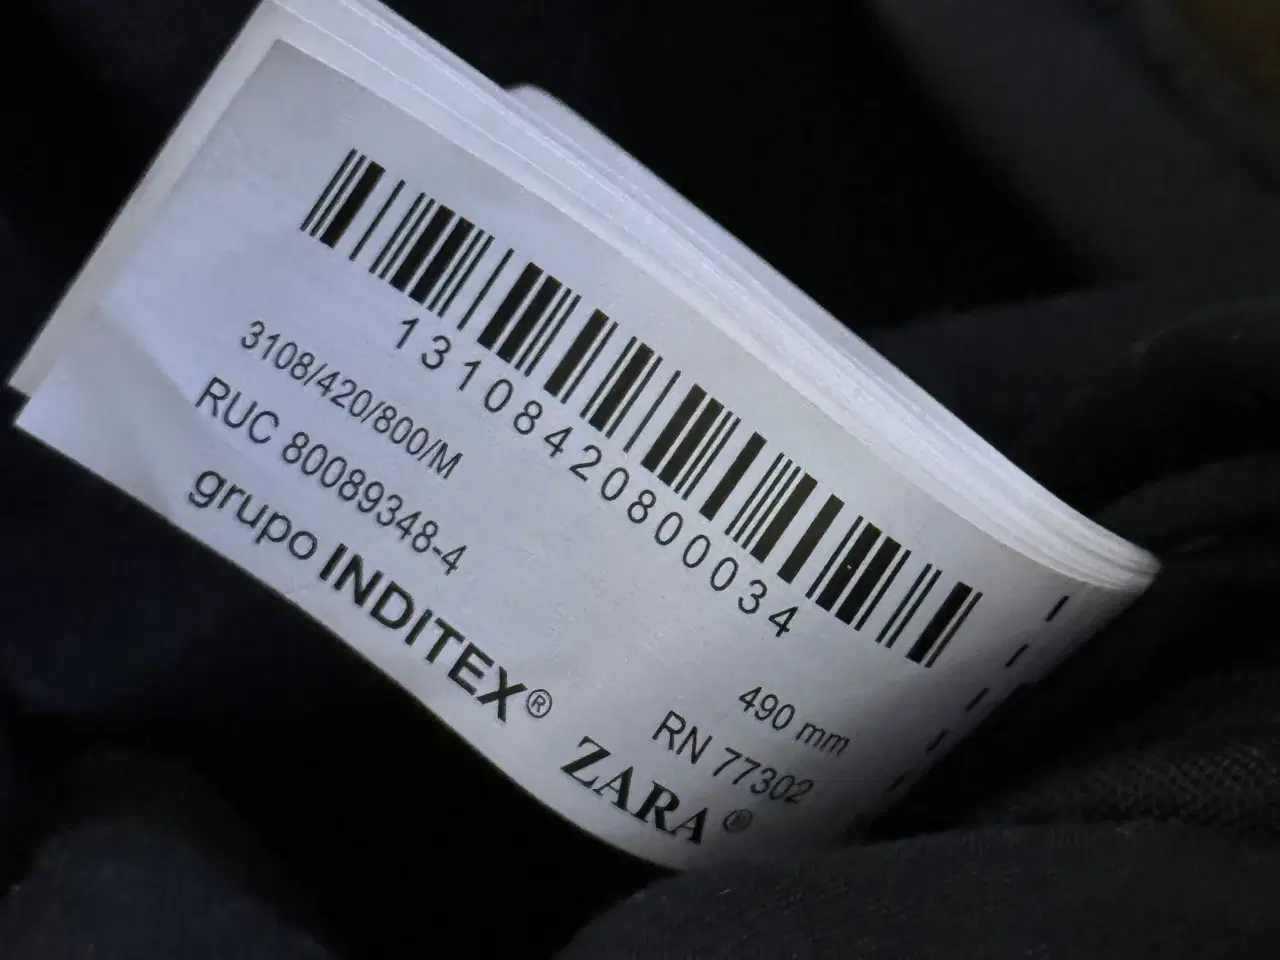 13108420800034
3108/420/800/M
RUC 80089348-4
grupo INDITEX®
490 mm
RN 77302
ZARA®